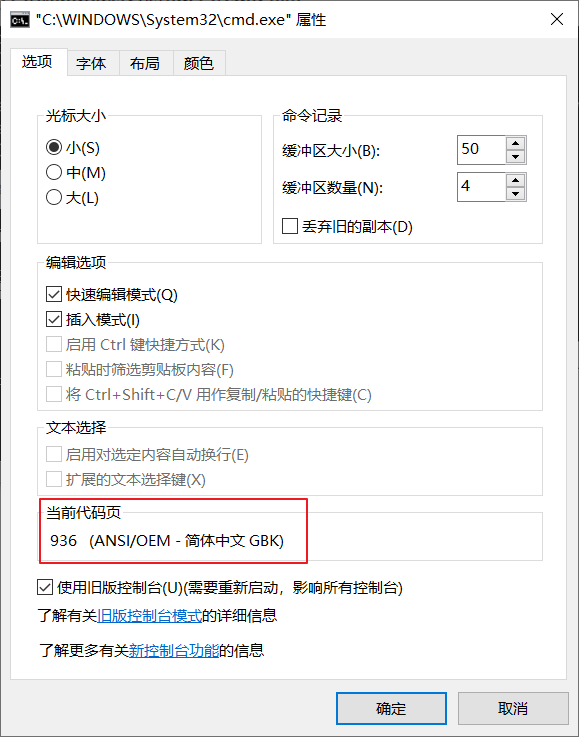 "C:\WINDOWS\System32\cmd.exe" 属性
选项 字体 布局 颜色
光标大小
小(S)
中(M)
大(L)
命令记录
缓冲区大小(B): 50
缓冲区数量(N): 4
丢弃旧的副本(D)
编辑选项
快速编辑模式(Q)
插入模式(I)
启用 Ctrl 键快捷方式(K)
粘贴时筛选剪贴板内容(F)
将 Ctrl+Shift+C/V 用作复制/粘贴的快捷键(C)
文本选择
启用对选定内容自动换行(E)
扩展的文本选择键(X)
当前代码页
936 (ANSI/OEM - 简体中文 GBK)
使用旧版控制台(U)(需要重新启动，影响所有控制台)
了解有关旧版控制台模式的详细信息
了解更多有关新控制台功能的信息
确定 取消